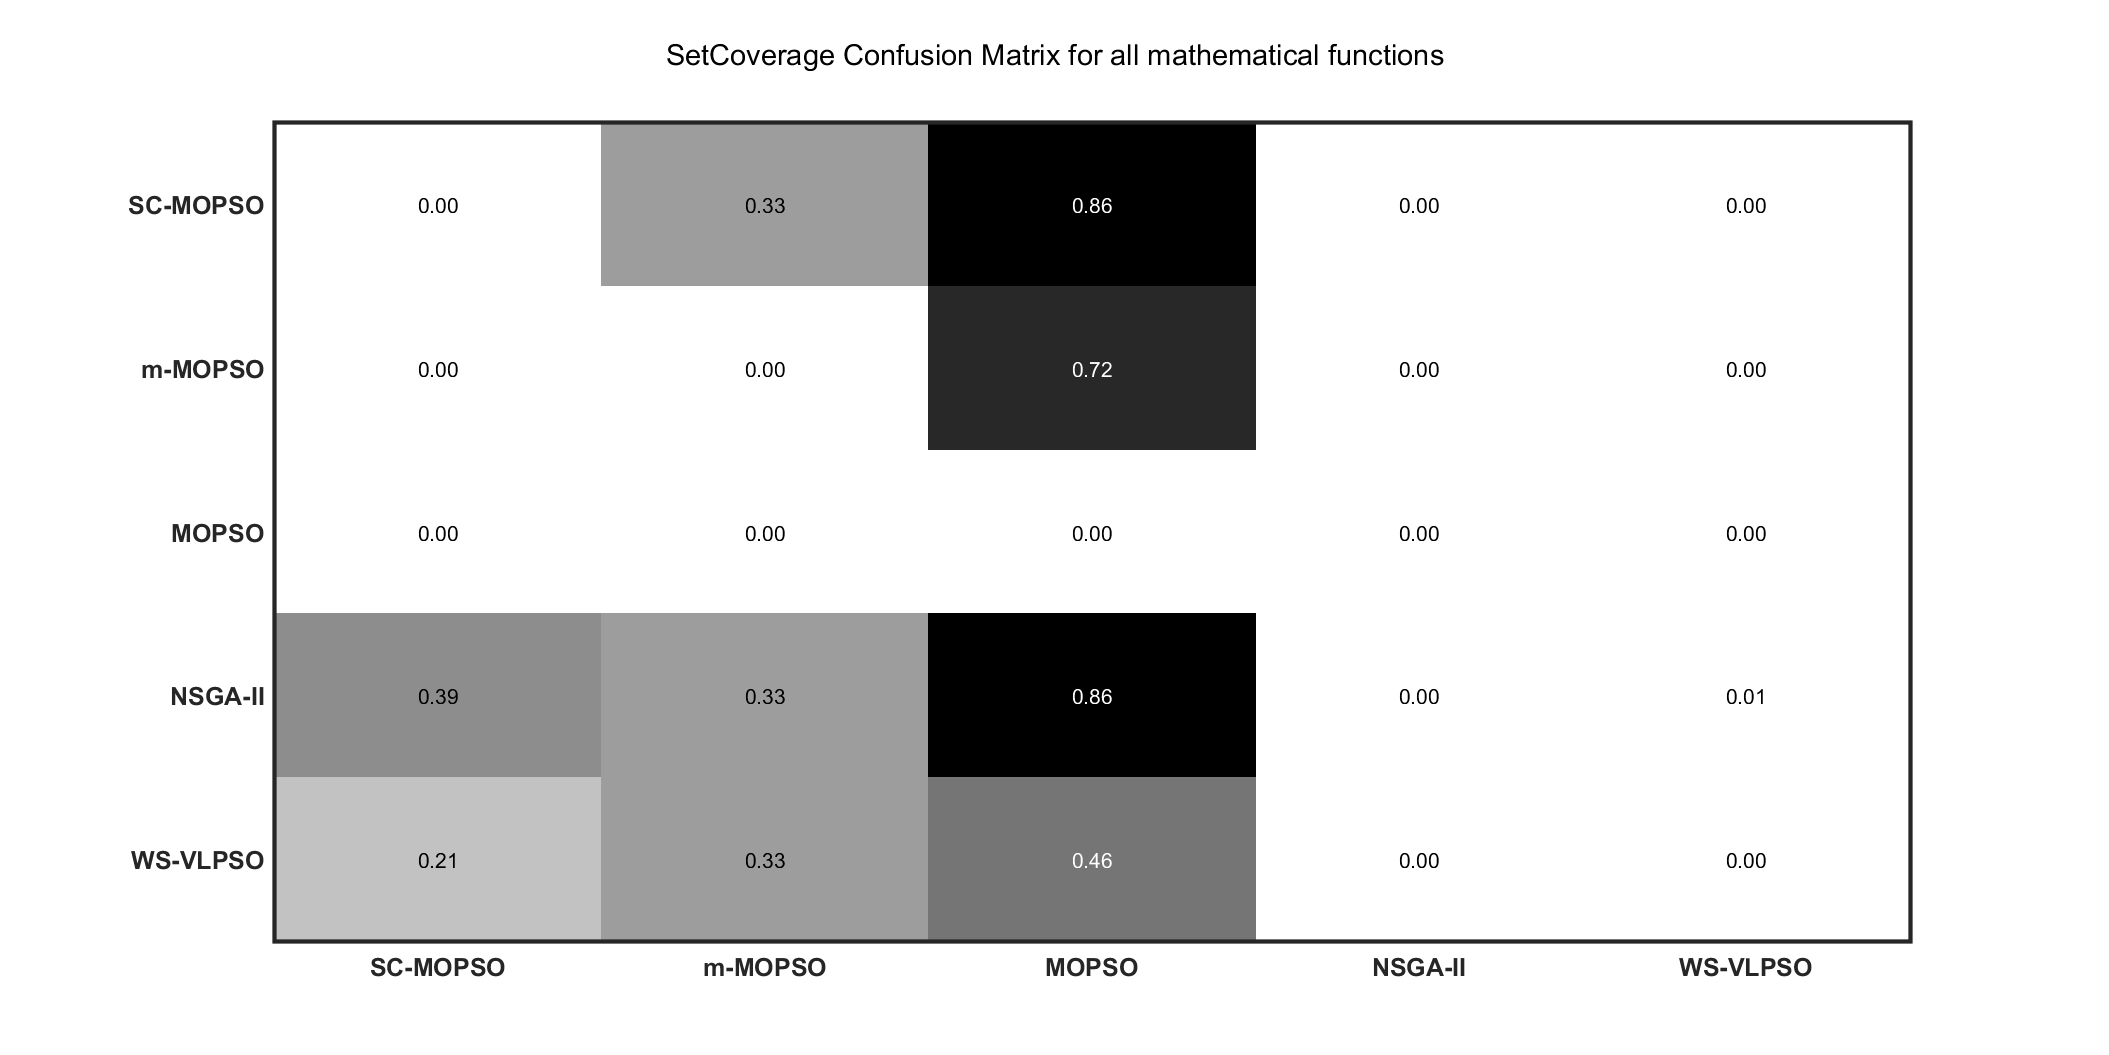 SetCoverage Confusion Matrix for all mathematical functions
SC-MOPSO 0.00 0.33 0.86 0.00 0.00
m-MOPSO 0.00 0.00 0.72 0.00 0.00
MOPSO 0.00 0.00 0.00 0.00 0.00
NSGA-II 0.39 0.33 0.86 0.00 0.01
WS-VLPSO 0.21 0.33 0.46 0.00 0.00
SC-MOPSO m-MOPSO MOPSO NSGA-II WS-VLPSO